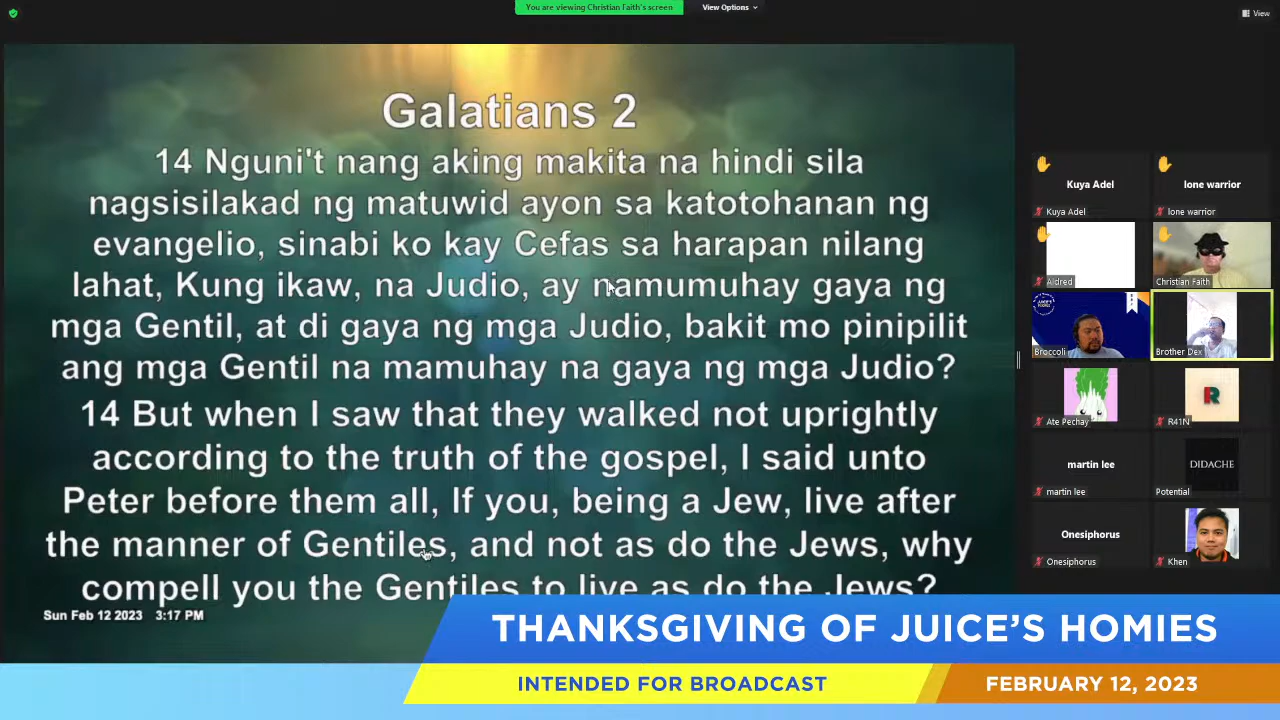 You are viewing Christian Faith's screen
View Options
View
Galatians 2
14 Nguni't nang aking makita na hindi sila
nagsisilakad ng matuwid ayon sa katotohanan ng
evangelio, sinabi ko kay Cefas sa harapan nilang
lahat, Kung ikaw, na Judio, ay namumuhay gaya ng
mga Gentil, at di gaya ng mga Judio, bakit mo pinipilit
ang mga Gentil na mamuhay na gaya ng mga Judio?
14 But when I saw that they walked not uprightly
according to the truth of the gospel, I said unto
Peter before them all, If you, being a Jew, live after
the manner of Gentiles, and not as do the Jews, why
compell you the Gentiles to live as do the Jews?
Sun Feb 12 2023 3:17 PM
Kuya Adel
Kuya Adel
lone warrior
lone warrior
Aldred
Christian Faith
Broccoli
Brother Dex
Ate Pechay
R
R41N
martin lee
martin lee
DIDACHE
Potential
Onesiphorus
Onesiphorus
Khen
THANKSGIVING OF JUICE'S HOMIES
INTENDED FOR BROADCAST
FEBRUARY 12, 2023